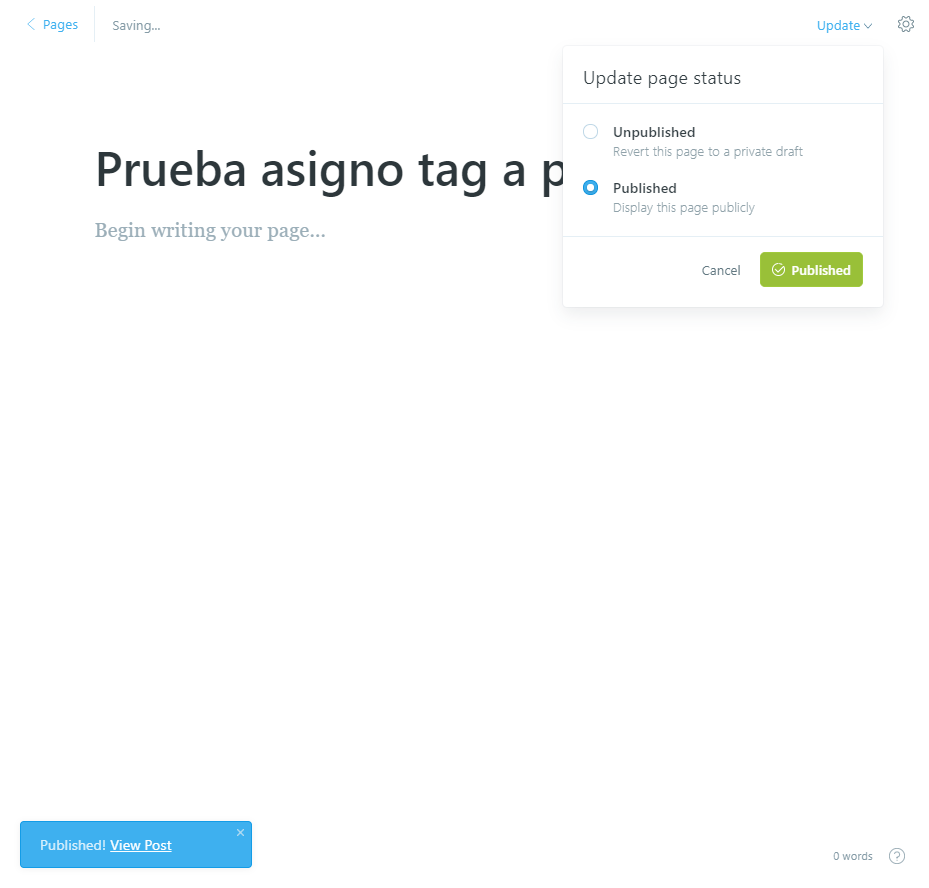 Pages
Saving...
Update
Update page status
Unpublished
Revert this page to a private draft
Published
Display this page publicly
Cancel
Published
Prueba asigno tag a p
Begin writing your page...
Published! View Post
0 words
?